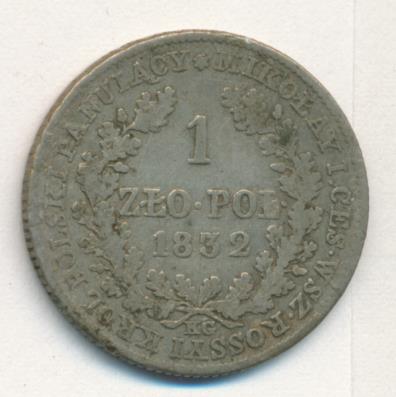 MIKOŁAY I. CES. WSZ. ROSSYI KRÓL POLSKI PANUIĄCY
1
ZŁO·POL
1832
KG